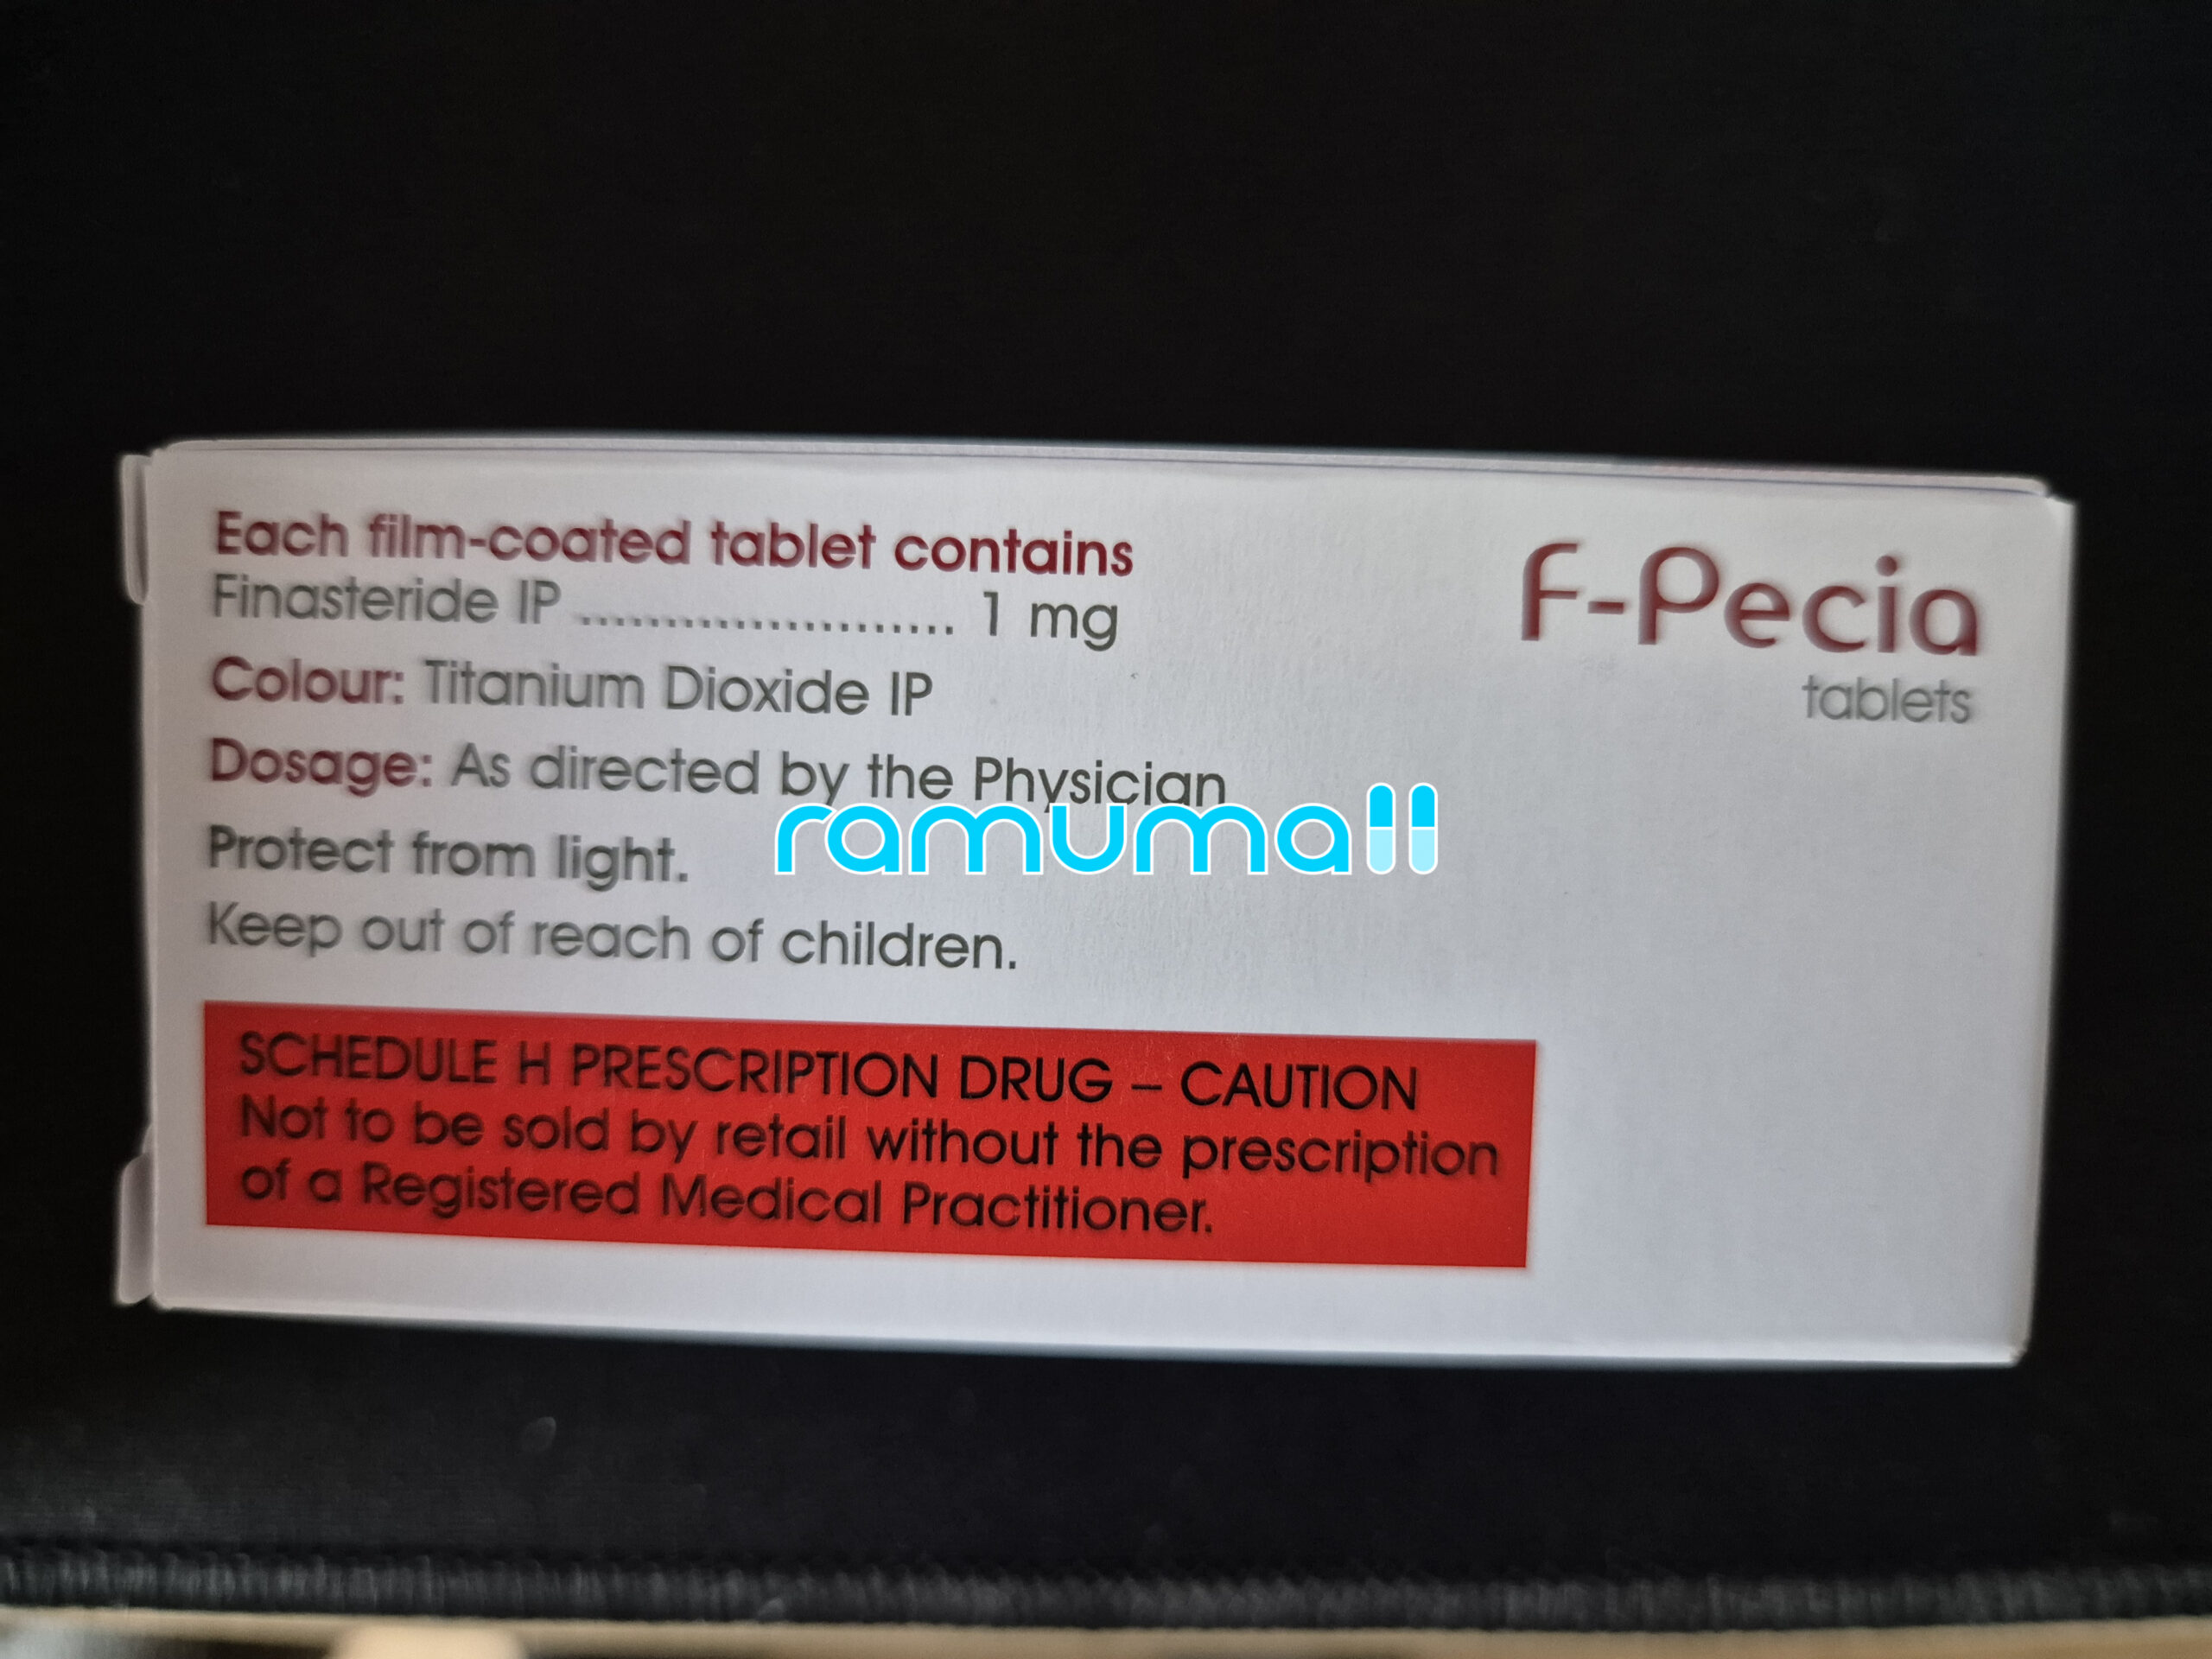 Each film-coated tablet contains
Finasteride IP ...................... 1 mg
Colour: Titanium Dioxide IP
Dosage: As directed by the Physician
Protect from light.
Keep out of reach of children.
SCHEDULE H PRESCRIPTION DRUG – CAUTION
Not to be sold by retail without the prescription
of a Registered Medical Practitioner.
F-Pecia
tablets
ramumall